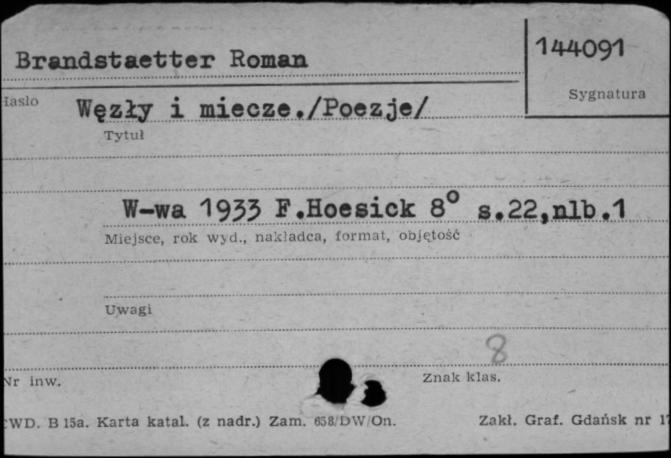 Brandstaetter Roman
144091
Hasło
Sygnatura
Węzły i miecze./Poezje/
Tytuł
W-wa 1933 F.Hoesick 8° s.22,nlb.1
Miejsce, rok wyd., nakładca, format, objętość
Uwagi
8
Nr inw.
Znak klas.
WD. B 15a. Karta katal. (z nadr.) Zam. 658/DW/On.
Zakł. Graf. Gdańsk nr 1